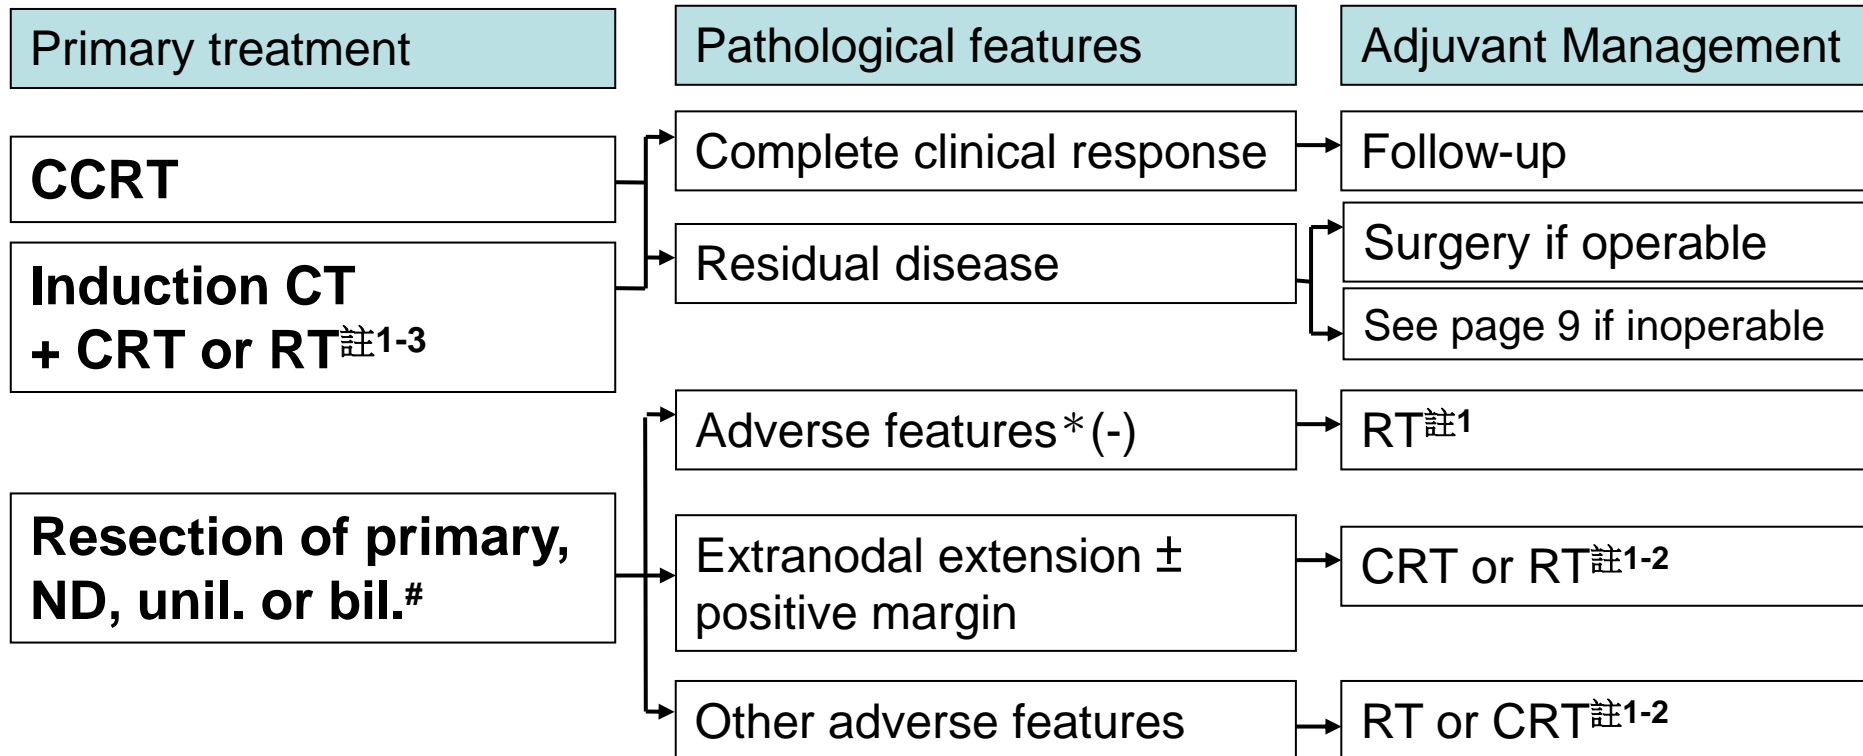 Primary treatment
Pathological features
Adjuvant Management
CCRT
Induction CT
+ CRT or RT註1-3
Complete clinical response
Follow-up
Residual disease
Surgery if operable
See page 9 if inoperable
Resection of primary,
ND, unil. or bil.#
Adverse features*(-)
RT註1
Extranodal extension ±
positive margin
CRT or RT註1-2
Other adverse features
RT or CRT註1-2